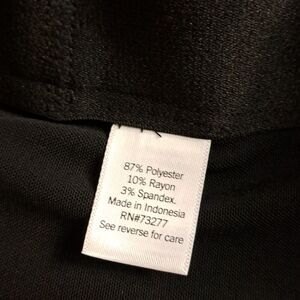 87% Polyester
10% Rayon
3% Spandex.
Made in Indonesia
RN#73277
See reverse for care